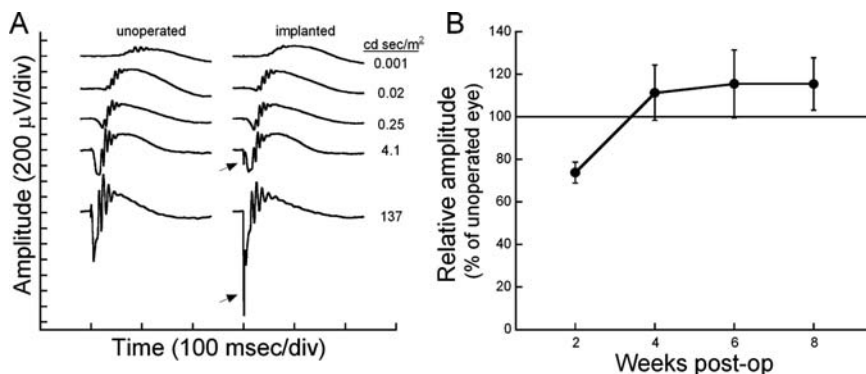 A
unoperated
implanted
cd sec/m²
0.001
0.02
0.25
4.1
137
Amplitude (200 μV/div)
Time (100 msec/div)
B
Relative amplitude
(% of unoperated eye)
140
120
100
80
60
40
20
0
2 4 6 8
Weeks post-op